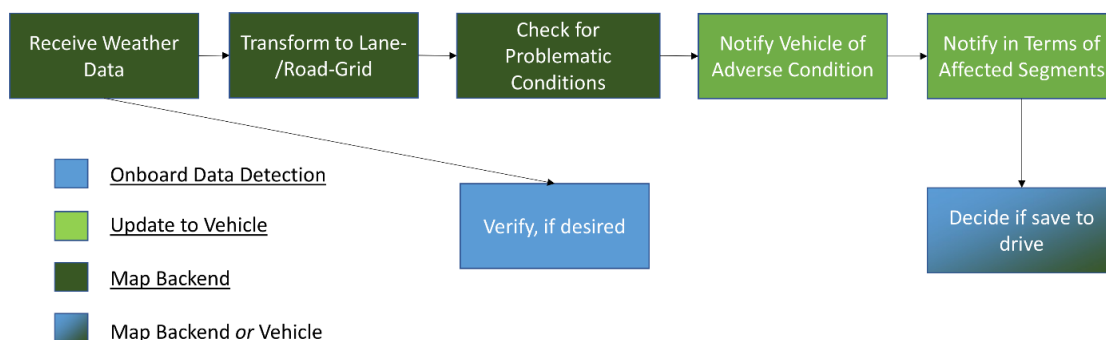 Receive Weather
Data
Transform to Lane-
/Road-Grid
Check for
Problematic
Conditions
Notify Vehicle of
Adverse Condition
Notify in Terms of
Affected Segments
Onboard Data Detection
Update to Vehicle
Map Backend
Map Backend or Vehicle
Verify, if desired
Decide if save to
drive